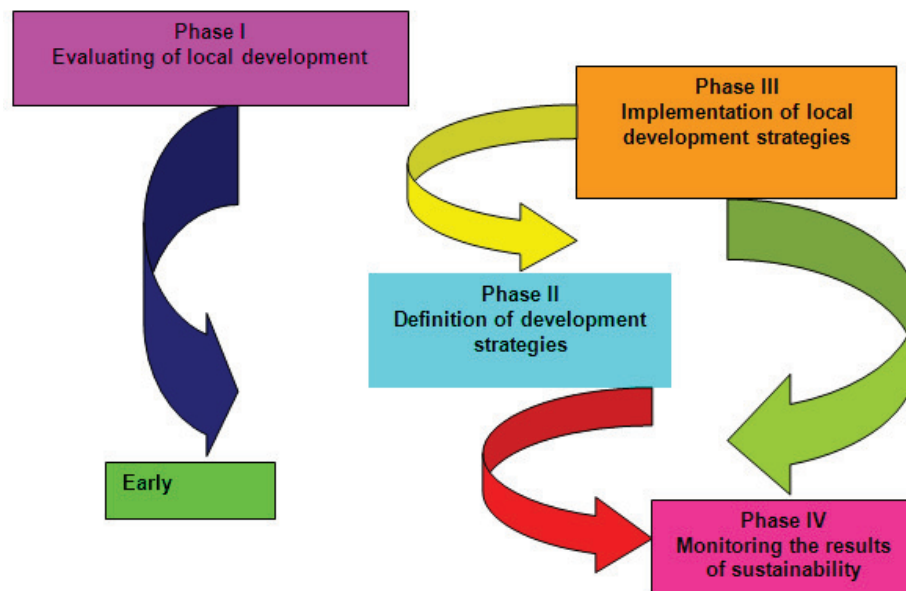 Phase I
Evaluating of local development
Phase III
Implementation of local
development strategies
Phase II
Definition of development
strategies
Early
Phase IV
Monitoring the results
of sustainability